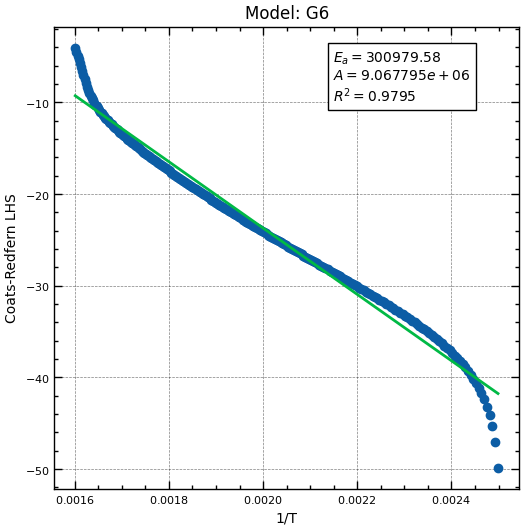 Model: G6
E_a = 300979.58
A = 9.067795e + 06
R² = 0.9795
−10
−20
−30
−40
−50
Coats-Redfern LHS
0.0016 0.0018 0.0020 0.0022 0.0024
1/T